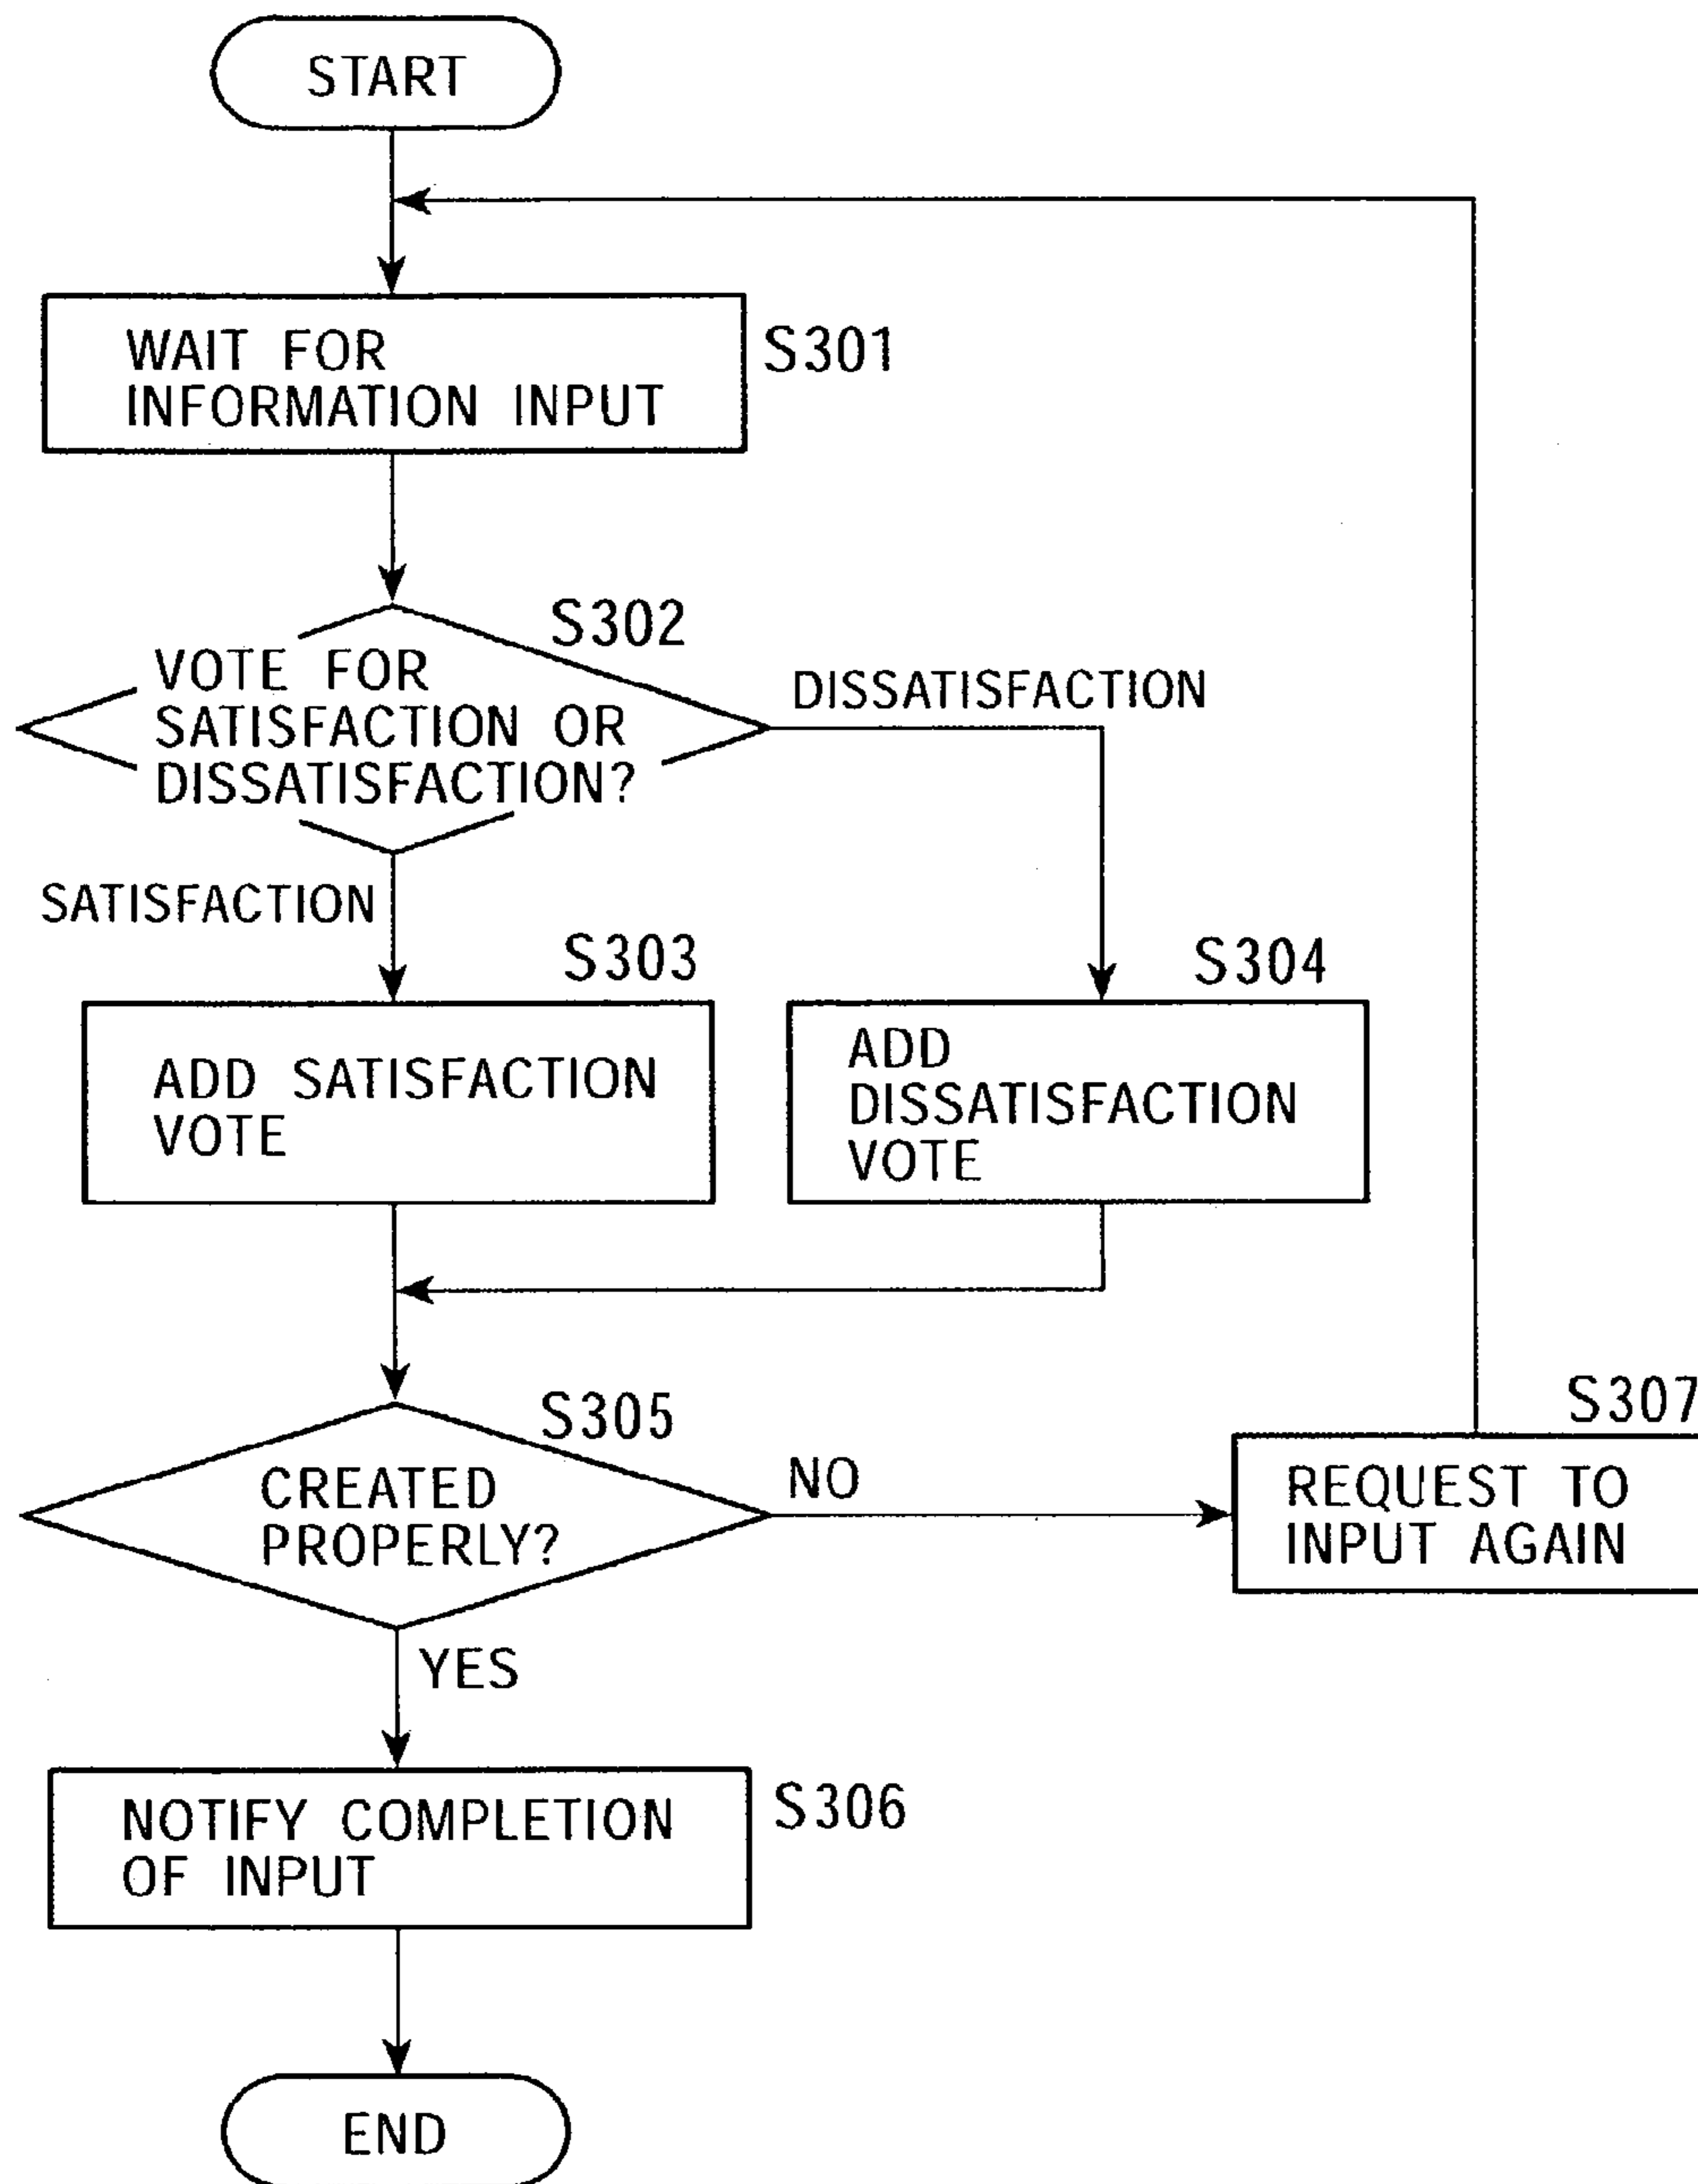 START
WAIT FOR
INFORMATION INPUT
S301
S302
VOTE FOR
SATISFACTION OR
DISSATISFACTION?
DISSATISFACTION
SATISFACTION
S303
ADD SATISFACTION
VOTE
S304
ADD
DISSATISFACTION
VOTE
S305
CREATED
PROPERLY?
NO
S307
REQUEST TO
INPUT AGAIN
YES
NOTIFY COMPLETION
OF INPUT
S306
END